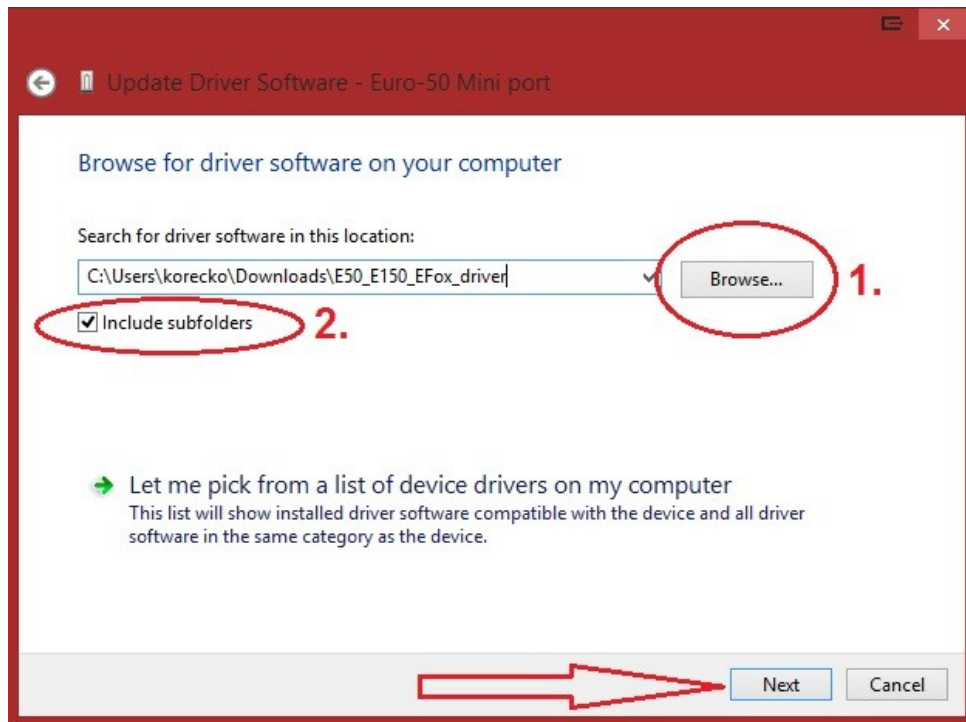 Update Driver Software - Euro-50 Mini port
Browse for driver software on your computer
Search for driver software in this location:
C:\Users\korecko\Downloads\E50_E150_EFox_driver
Browse...
1.
Include subfolders
2.
Let me pick from a list of device drivers on my computer
This list will show installed driver software compatible with the device and all driver
software in the same category as the device.
Next
Cancel